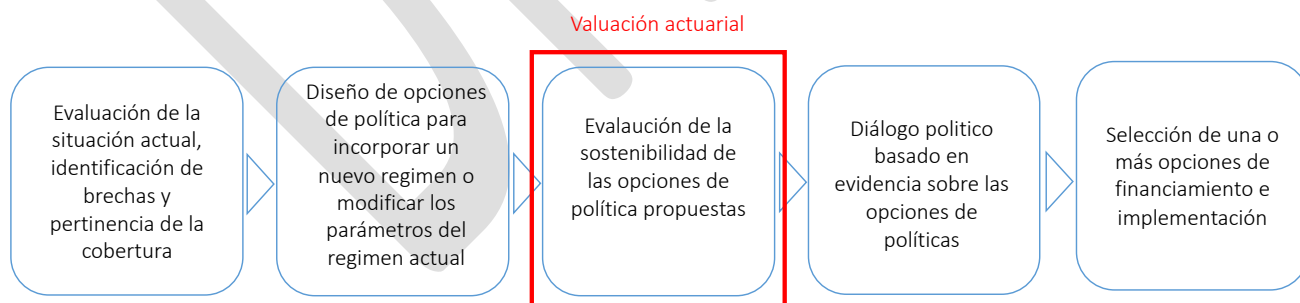 Valuación actuarial
Evaluación de la
situación actual,
identificación de
brechas y
pertinencia de la
cobertura
Diseño de opciones
de política para
incorporar un
nuevo regimen o
modificar los
parámetros del
regimen actual
Evalaución de la
sostenibilidad de
las opciones de
política propuestas
Diálogo politico
basado en
evidencia sobre las
opciones de
políticas
Selección de una o
más opciones de
financiamiento e
implementación